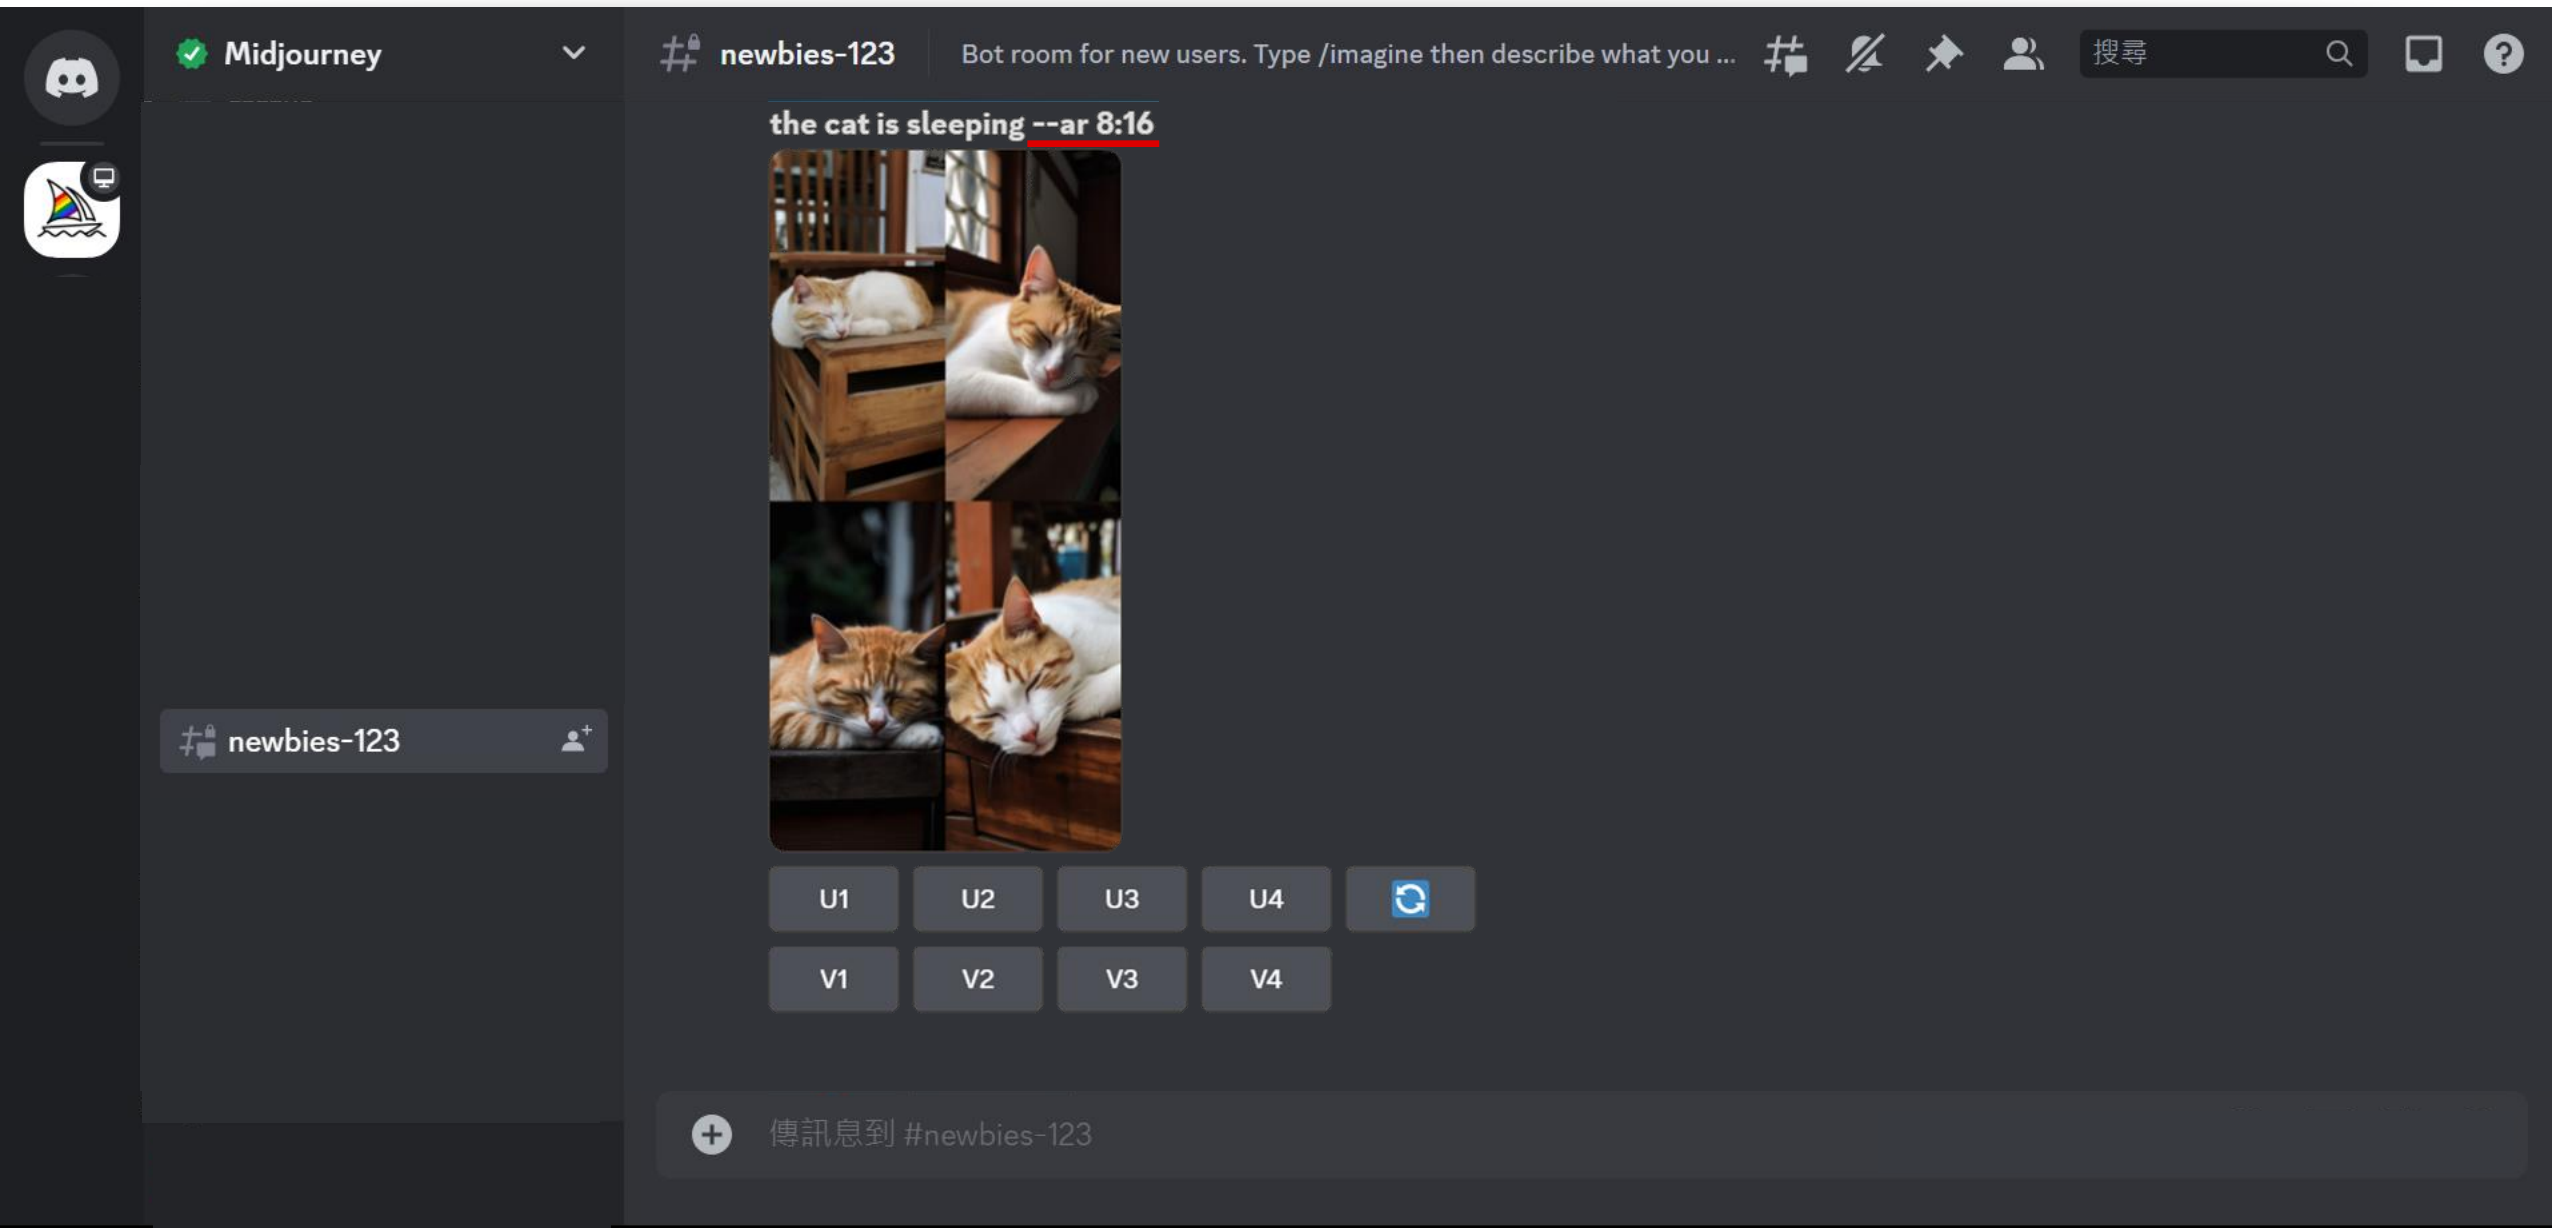 Midjourney
newbies-123
Bot room for new users. Type /imagine then describe what you ...
搜尋
the cat is sleeping --ar 8:16
newbies-123
U1
U2
U3
U4
V1
V2
V3
V4
傳訊息到 #newbies-123